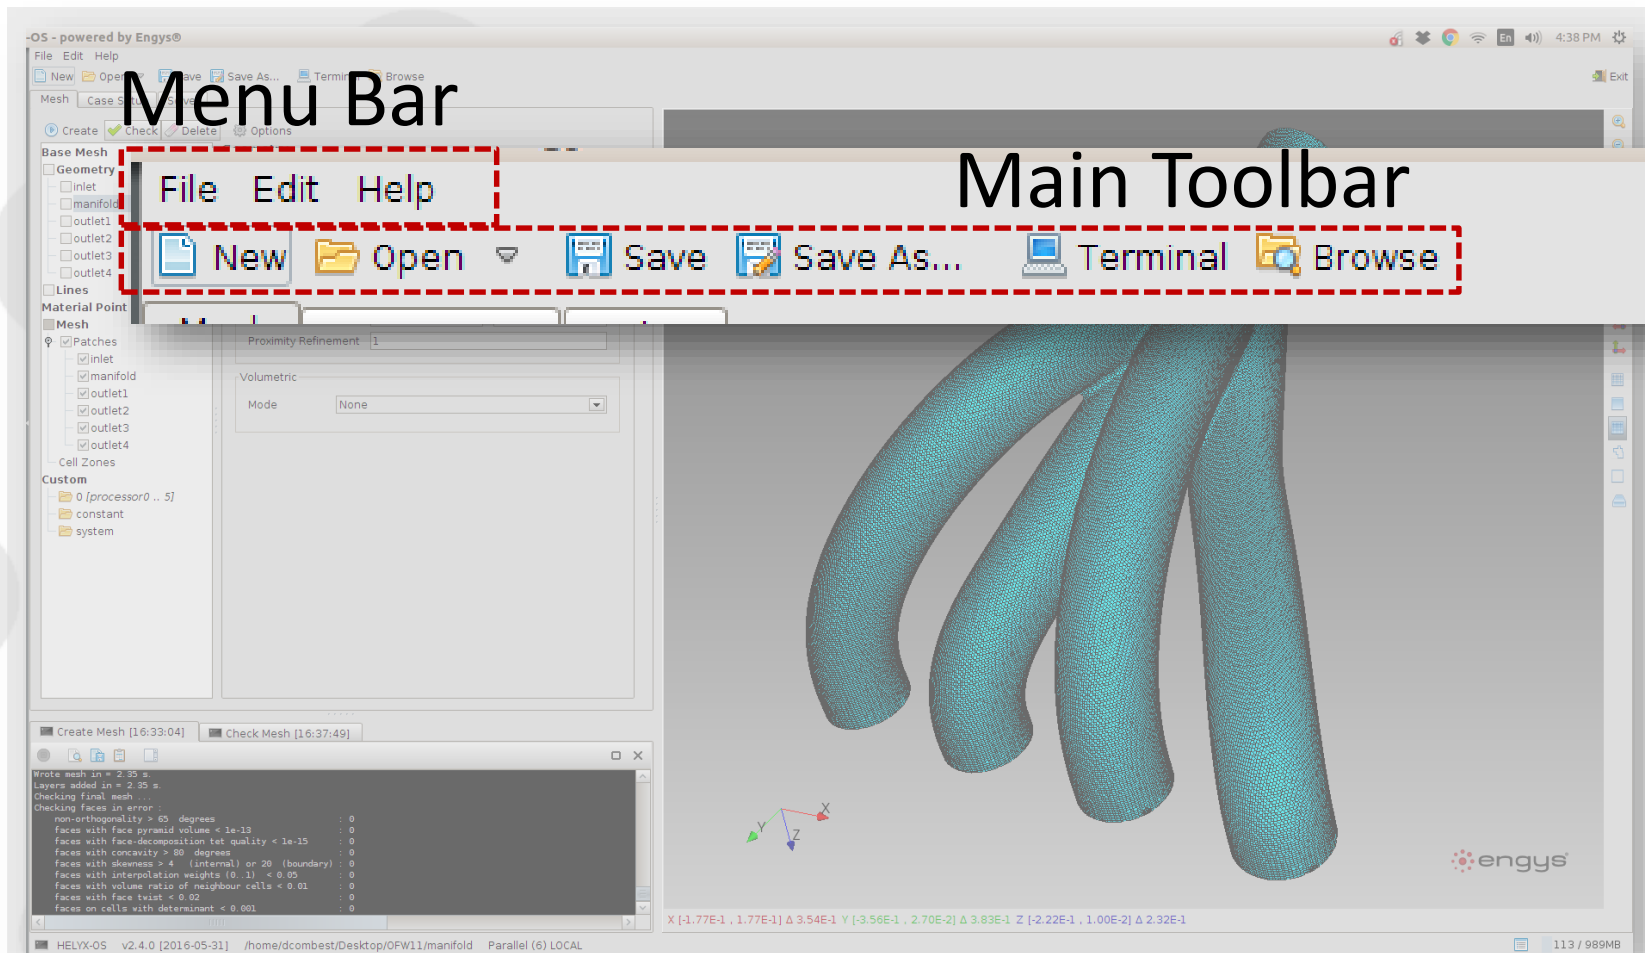 -OS - powered by Engys®
En 4:38 PM
File Edit Help
New Open Save Save As... Terminal Browse Exit
Menu Bar
Mesh Case Setup
Create Check Delete Options
Base Mesh
Geometry
inlet
manifold
outlet1
outlet2
outlet3
outlet4
Lines
Material Point
Mesh
Patches
inlet
manifold
outlet1
outlet2
outlet3
outlet4
Cell Zones
Custom
0 [processor0 .. 5]
constant
system
Main Toolbar
File Edit Help
New Open Save Save As... Terminal Browse
Proximity Refinement 1
Volumetric
Mode None
Create Mesh [16:33:04] Check Mesh [16:37:49]
Wrote mesh in = 2.35 s.
Layers added in = 2.35 s.
Checking final mesh ...
Checking faces in error :
non-orthogonality > 65 degrees : 0
faces with face pyramid volume < 1e-13 : 0
faces with face-decomposition tet quality < 1e-15 : 0
faces with concavity > 80 degrees : 0
faces with skewness > 4 (internal) or 20 (boundary) : 0
faces with interpolation weights (0..1) < 0.05 : 0
faces with volume ratio of neighbour cells < 0.01 : 0
faces with face twist < 0.02 : 0
faces on cells with determinant < 0.001 : 0
X
Y
Z
engys
X [-1.77E-1 , 1.77E-1] Δ 3.54E-1 Y [-3.56E-1 , 2.70E-2] Δ 3.83E-1 Z [-2.22E-1 , 1.00E-2] Δ 2.32E-1
HELYX-OS v2.4.0 [2016-05-31] /home/dcombest/Desktop/OFW11/manifold Parallel (6) LOCAL
113 / 989MB